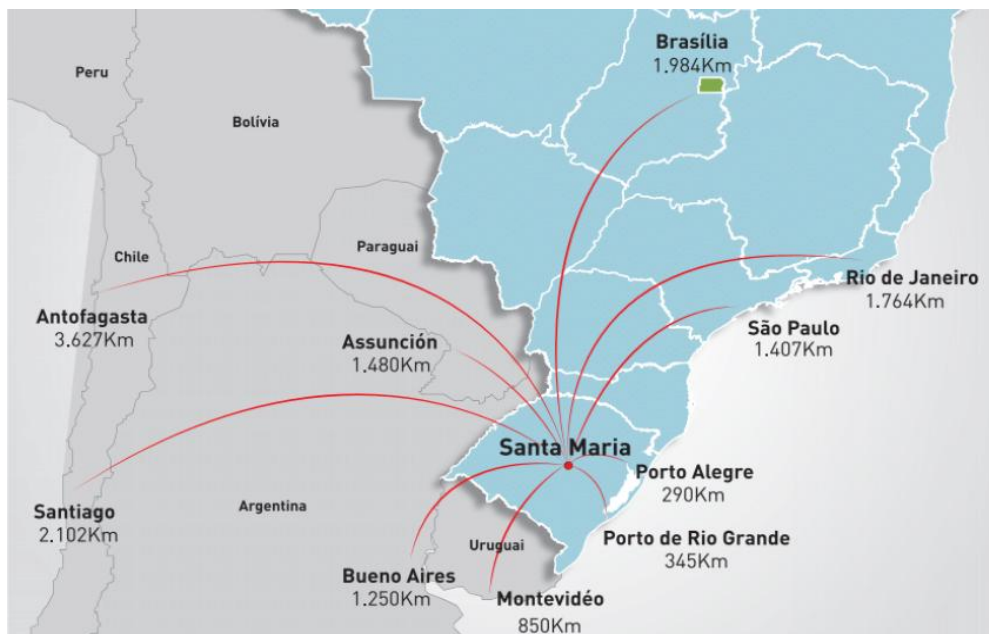 Brasília
1.984Km
Peru
Bolívia
Paraguai
Chile
Rio de Janeiro
1.764Km
Antofagasta
3.627Km
São Paulo
1.407Km
Assunción
1.480Km
Santa Maria
Porto Alegre
290Km
Santiago
2.102Km
Argentina
Porto de Rio Grande
345Km
Uruguai
Bueno Aires
1.250Km
Montevidéo
850Km